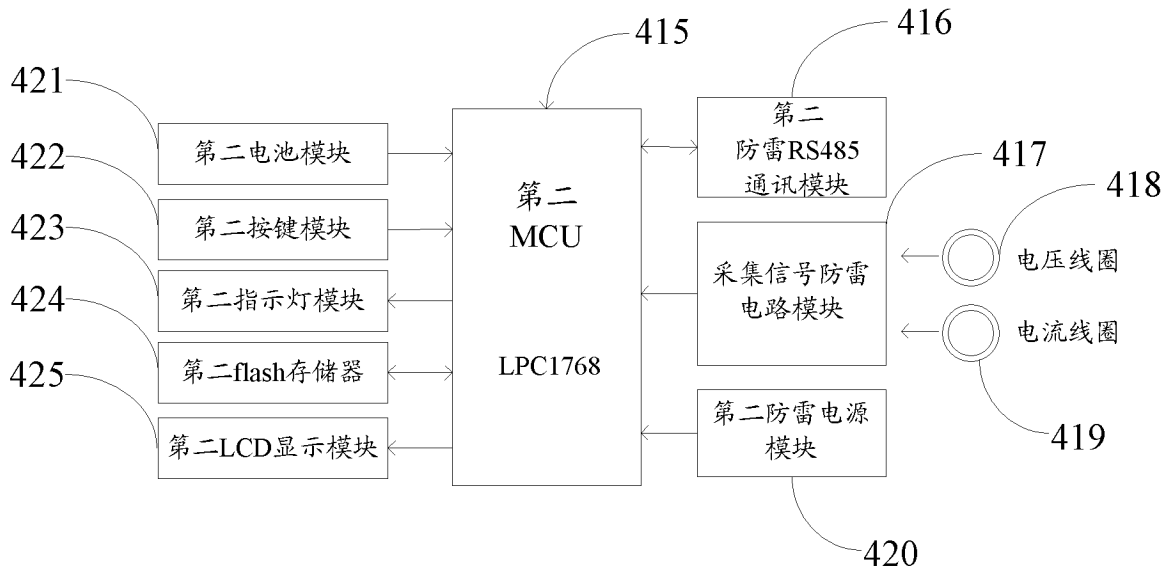 415
416
421
第二电池模块
第二
防雷RS485
通讯模块
417
418
422
第二按键模块
第二
MCU
423
采集信号防雷
电路模块
电压线圈
第二指示灯模块
424
电流线圈
第二flash存储器
LPC1768
425
第二LCD显示模块
第二防雷电源
模块
419
420